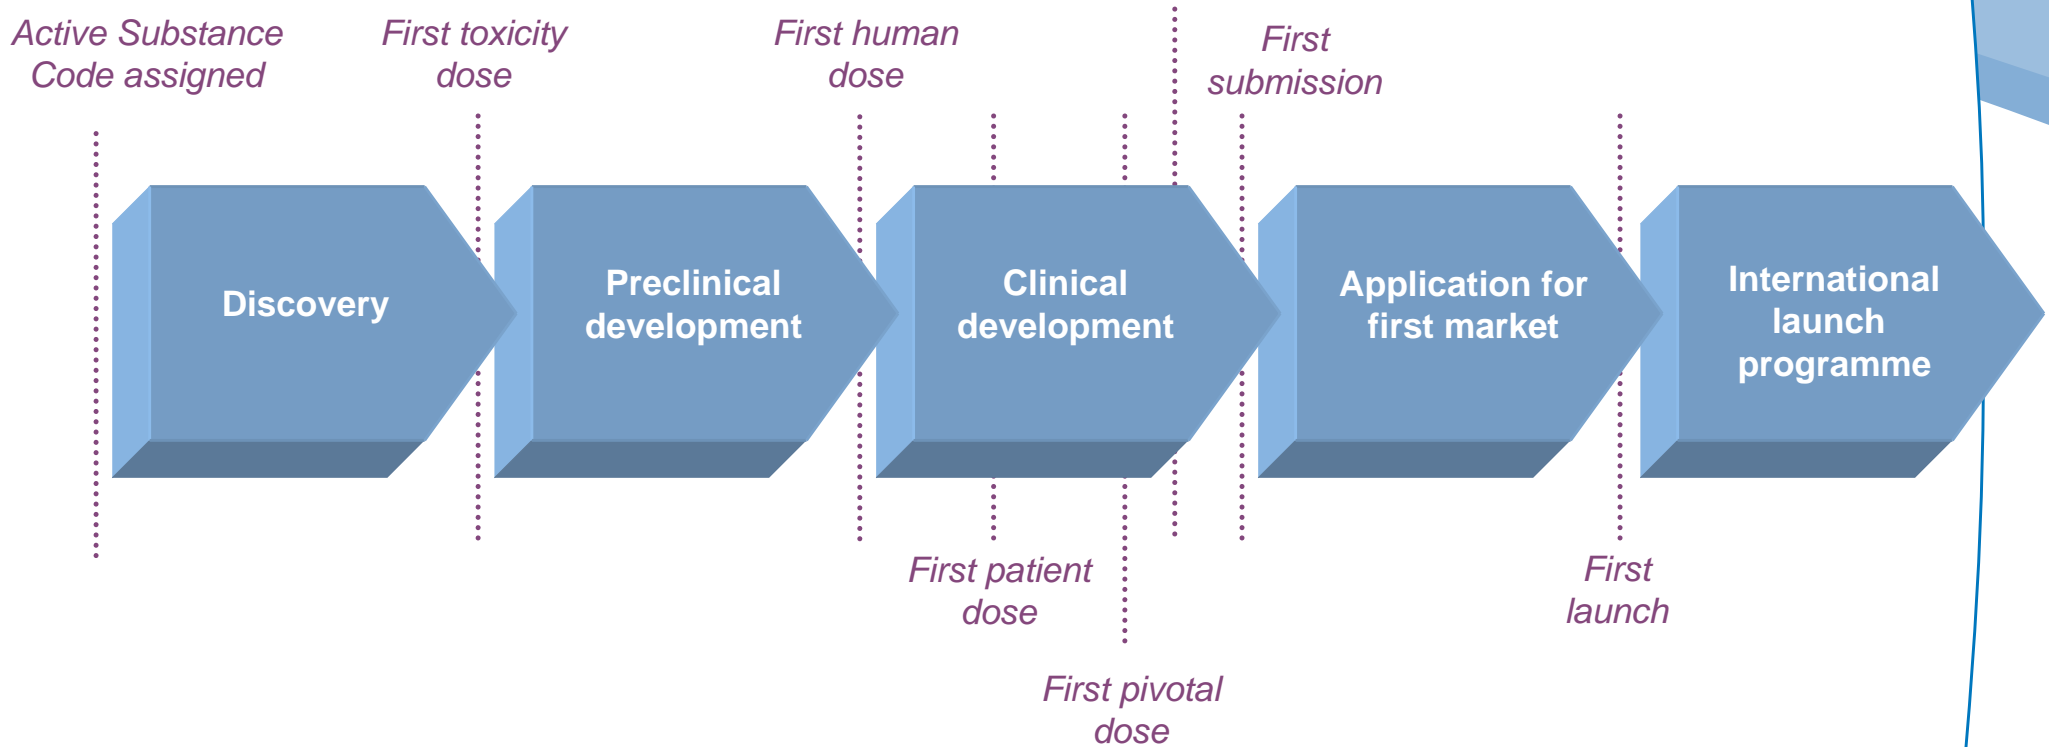 Active Substance
Code assigned
First toxicity
dose
First human
dose
First
submission
Discovery
Preclinical
development
Clinical
development
Application for
first market
International
launch
programme
First patient
dose
First
launch
First pivotal
dose